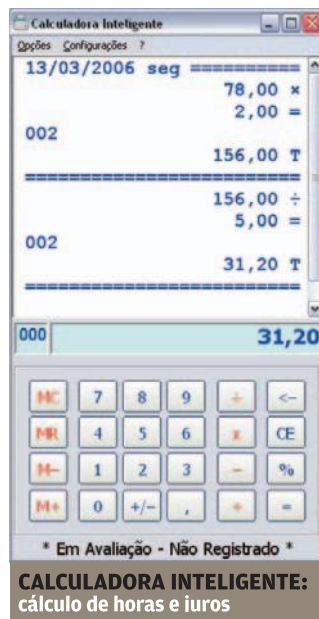 Calculadora Inteligente
Opções Configurações ?
13/03/2006 seg ==========
78,00 ×
2,00 =
002
156,00 T
==========================
156,00 ÷
5,00 =
002
31,20 T
==========================
000 31,20
MC 7 8 9 ÷ <-
MR 4 5 6 x CE
M- 1 2 3 - %
M+ 0 +/- , + =
* Em Avaliação - Não Registrado *
CALCULADORA INTELIGENTE:
cálculo de horas e juros